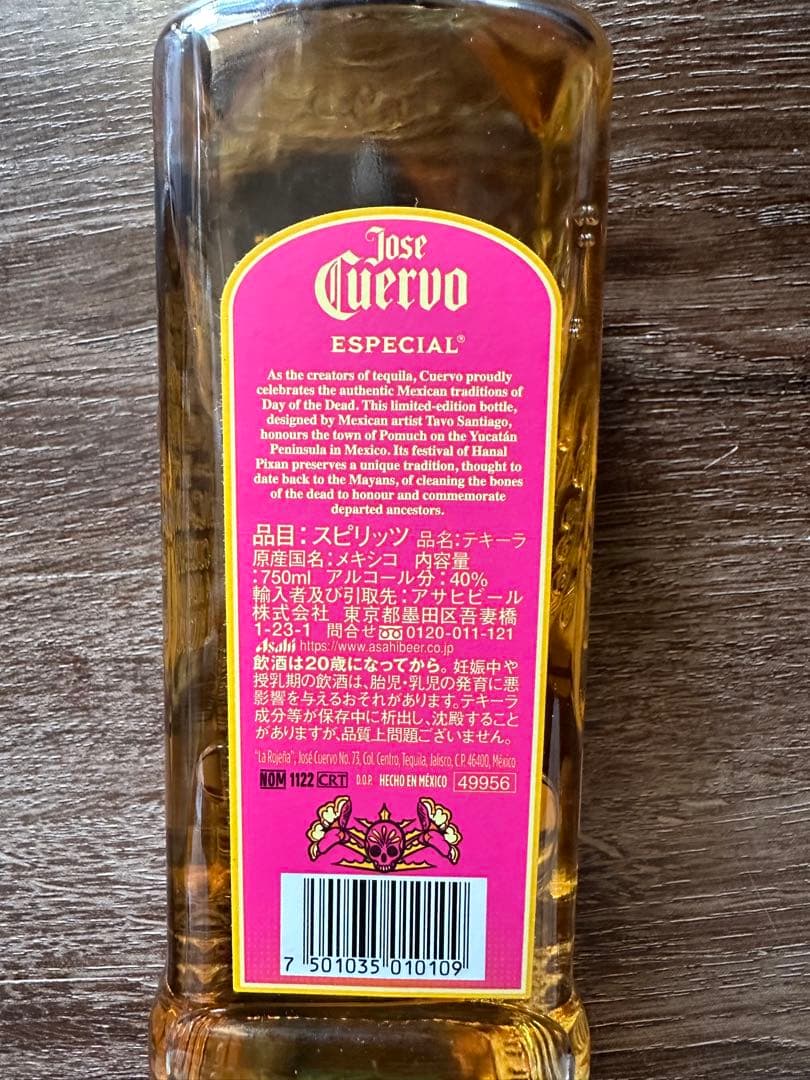 Jose
Cuervo
ESPECIAL®
As the creators of tequila, Cuervo proudly
celebrates the authentic Mexican traditions of
Day of the Dead. This limited-edition bottle,
designed by Mexican artist Tavo Santiago,
honours the town of Pomuch on the Yucatán
Peninsula in Mexico. Its festival of Hanal
Pixan preserves a unique tradition, thought to
date back to the Mayans, of cleaning the bones
of the dead to honour and commemorate
departed ancestors.
品目：スピリッツ 品名：テキーラ
原産国名：メキシコ 内容量
：750ml アルコール分：40%
輸入者及び引取先：アサヒビール
株式会社 東京都墨田区吾妻橋
1-23-1 問合せ 0120-011-121
Asahi https://www.asahibeer.co.jp
飲酒は20歳になってから。妊娠中や
授乳期の飲酒は、胎児・乳児の発育に悪
影響を与えるおそれがあります。テキーラ
成分等が保存中に析出し、沈殿すること
がありますが、品質上問題ございません。
"La Rojeña", José Cuervo No. 73, Col. Centro, Tequila, Jalisco, C.P. 46400, México
NOM 1122 CRT D.O.P. HECHO EN MÉXICO 49956
7 501035 010109